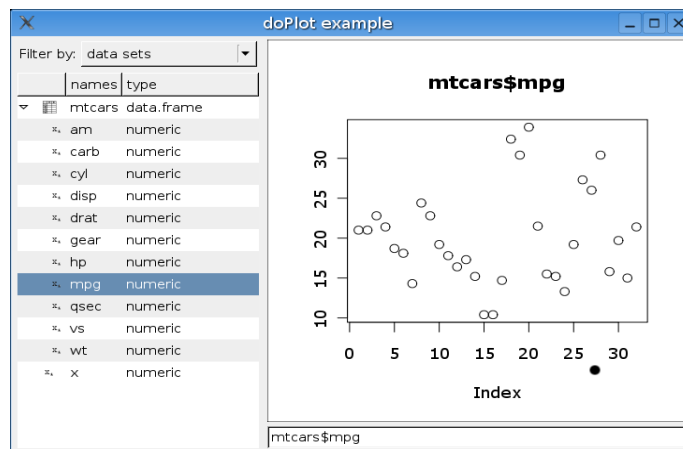 doPlot example
Filter by: data sets
names type
mtcars data.frame
am numeric
carb numeric
cyl numeric
disp numeric
drat numeric
gear numeric
hp numeric
mpg numeric
qsec numeric
vs numeric
wt numeric
x numeric
mtcars$mpg
30
25
20
15
10
0 5 10 15 20 25 30
Index
mtcars$mpg